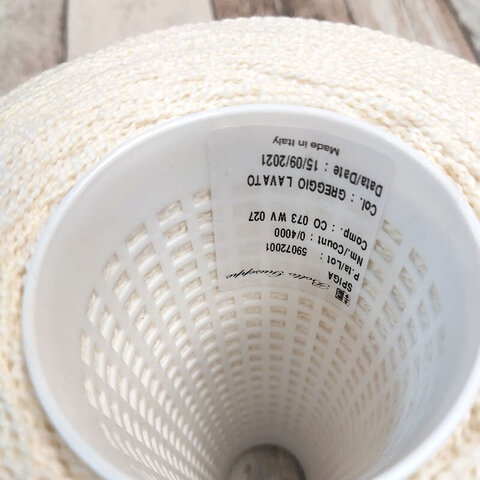 Botto Giuseppe
SPIGA
P.ta/Lot : 59072001
Nm./Count : 0/4000
Comp.: CO 073 WV 027
Col. : GREGGIO LAVATO
Data/Date : 15/09/2021
Made in Italy